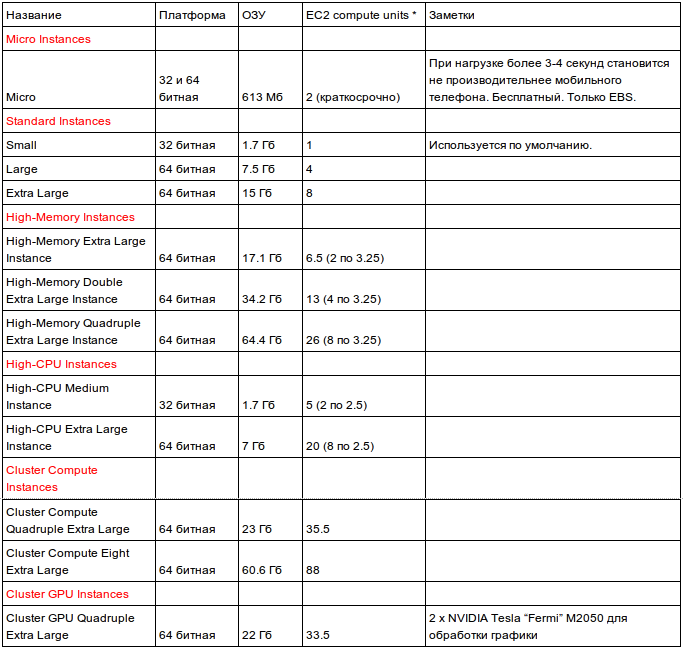 Название Платформа ОЗУ EC2 compute units * Заметки
Micro Instances
При нагрузке более 3-4 секунд становится
32 и 64 не производительнее мобильного
Micro битная 613 Мб 2 (краткосрочно) телефона. Бесплатный. Только EBS.
Standard Instances
Small 32 битная 1.7 Гб 1 Используется по умолчанию.
Large 64 битная 7.5 Гб 4
Extra Large 64 битная 15 Гб 8
High-Memory Instances
High-Memory Extra Large
Instance 64 битная 17.1 Гб 6.5 (2 по 3.25)
High-Memory Double
Extra Large Instance 64 битная 34.2 Гб 13 (4 по 3.25)
High-Memory Quadruple
Extra Large Instance 64 битная 64.4 Гб 26 (8 по 3.25)
High-CPU Instances
High-CPU Medium
Instance 32 битная 1.7 Гб 5 (2 по 2.5)
High-CPU Extra Large
Instance 64 битная 7 Гб 20 (8 по 2.5)
Cluster Compute
Instances
Cluster Compute
Quadruple Extra Large 64 битная 23 Гб 35.5
Cluster Compute Eight
Extra Large 64 битная 60.6 Гб 88
Cluster GPU Instances
Cluster GPU Quadruple 2 x NVIDIA Tesla “Fermi” M2050 для
Extra Large 64 битная 22 Гб 33.5 обработки графики